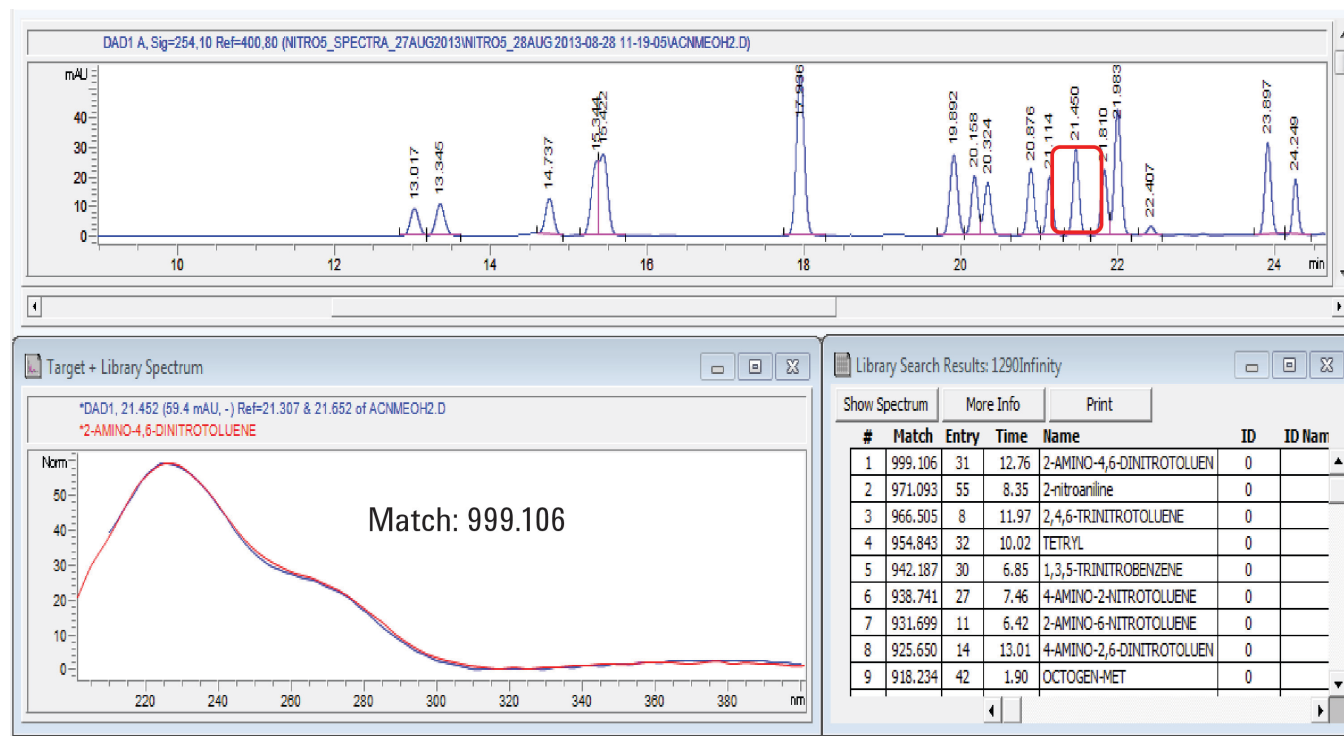 DAD1 A, Sig=254,10 Ref=400,80 (NITRO5_SPECTRA_27AUG2013\NITRO5_28AUG 2013-08-28 11-19-05\ACNMEOH2.D)
mAU
40
30
20
10
0
13.017
13.345
14.737
15.344
15.422
19.892
20.158
20.324
20.876
21.114
21.450
21.810
21.983
22.407
23.897
24.249
10 12 14 16 18 20 22 24 min
Target + Library Spectrum
*DAD1, 21.452 (59.4 mAU, -) Ref=21.307 & 21.652 of ACNMEOH2.D
*2-AMINO-4,6-DINITROTOLUENE
Norm
50
40
30
20
10
0
Match: 999.106
220 240 260 280 300 320 340 360 380 nm
Library Search Results: 1290Infinity
Show Spectrum More Info Print
# Match Entry Time Name ID ID Nam
1 999.106 31 12.76 2-AMINO-4,6-DINITROTOLUEN 0
2 971.093 55 8.35 2-nitroaniline 0
3 966.505 8 11.97 2,4,6-TRINITROTOLUENE 0
4 954.843 32 10.02 TETRYL 0
5 942.187 30 6.85 1,3,5-TRINITROBENZENE 0
6 938.741 27 7.46 4-AMINO-2-NITROTOLUENE 0
7 931.699 11 6.42 2-AMINO-6-NITROTOLUENE 0
8 925.650 14 13.01 4-AMINO-2,6-DINITROTOLUEN 0
9 918.234 42 1.90 OCTOGEN-MET 0